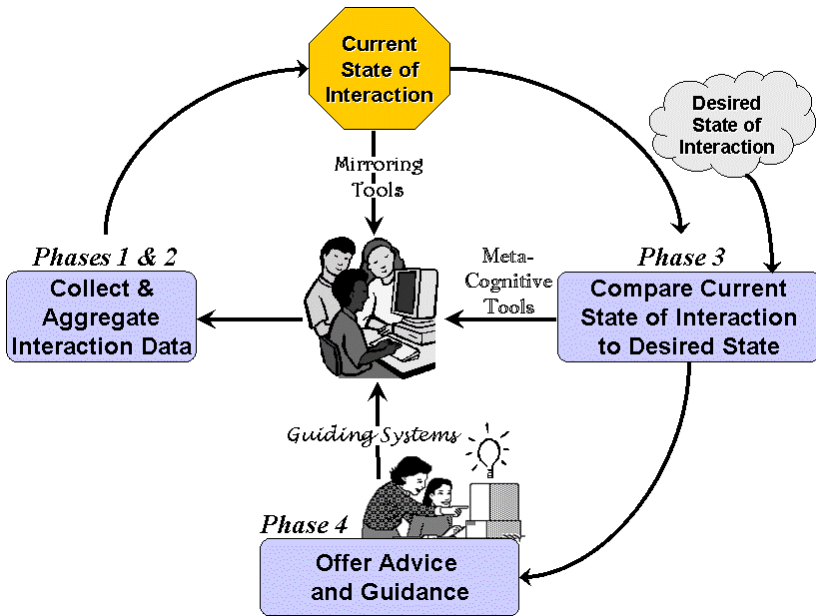 Current
State of
Interaction
Desired
State of
Interaction
Mirroring
Tools
Phases 1 & 2
Collect &
Aggregate
Interaction Data
Meta-
Cognitive
Tools
Phase 3
Compare Current
State of Interaction
to Desired State
Guiding Systems
Phase 4
Offer Advice
and Guidance